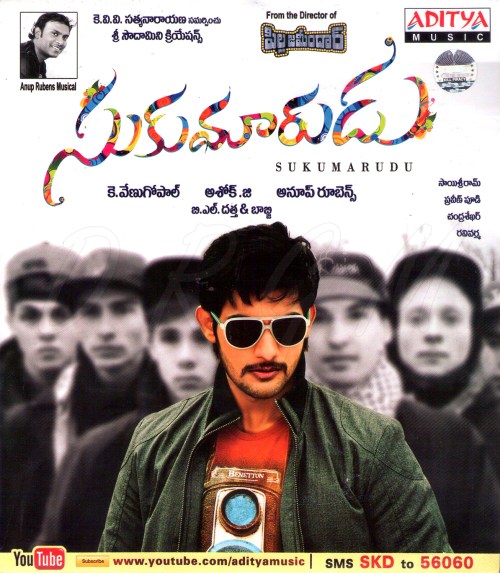 కె.వి.వి. సత్యనారాయణ సమర్పించు
శ్రీ సౌదామిని క్రియేషన్స్
Anup Rubens Musical
From the Director of
పిల్ల జమీందార్
ADITYA
MUSIC
సుకుమారుడు
SUKUMARUDU
కె.వేణుగోపాల్ అశోక్.జి అనూప్ రూబెన్స్
బి.ఎల్.దత్తు & బాబ్జి
సాయిశ్రీరామ్
ప్రవీణ్ పూడి
చంద్రశేఖర్
రవివర్మ
BENETTON
YouTube Subscribe www.youtube.com/adityamusic SMS SKD to 56060